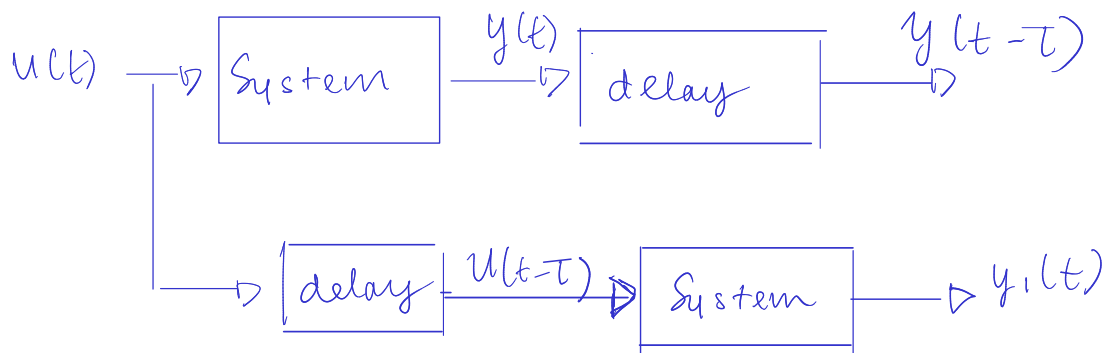 u(t) System y(t) delay y(t-τ)
delay u(t-τ) System y₁(t)